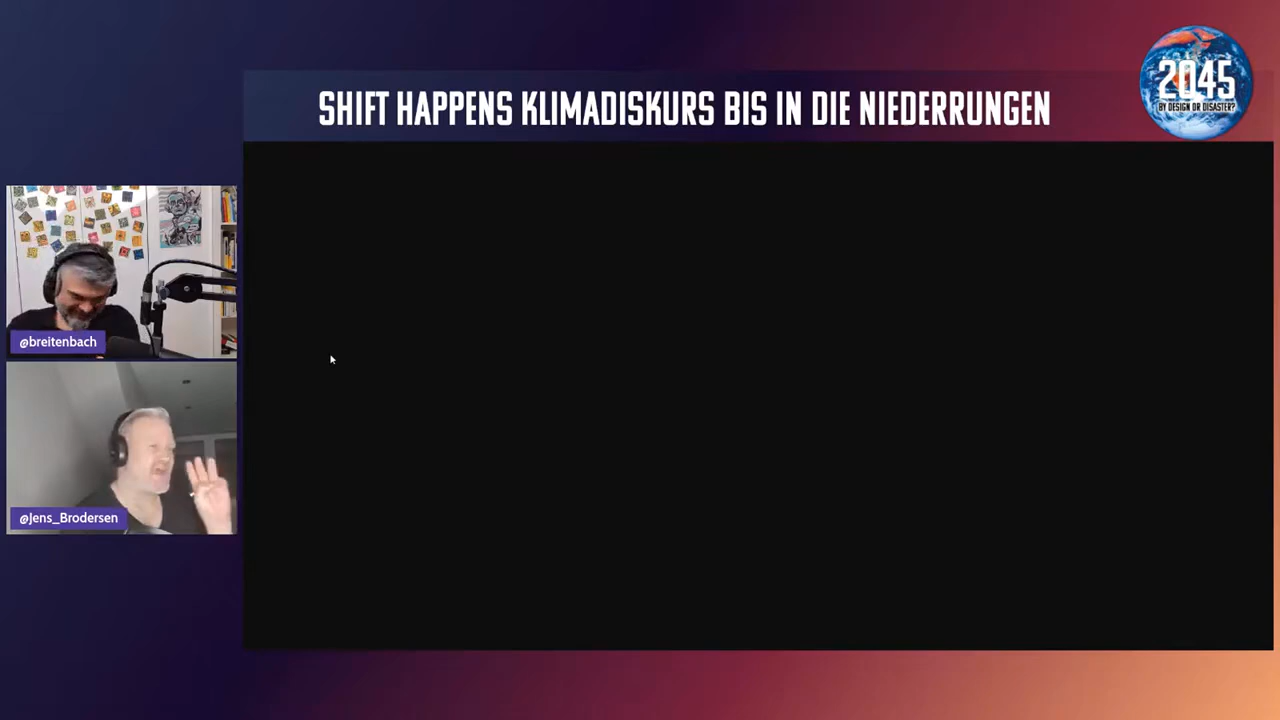 SHIFT HAPPENS KLIMADISKURS BIS IN DIE NIEDERRUNGEN
2045
BY DESIGN OR DISASTER?
@breitenbach
@Jens_Brodersen